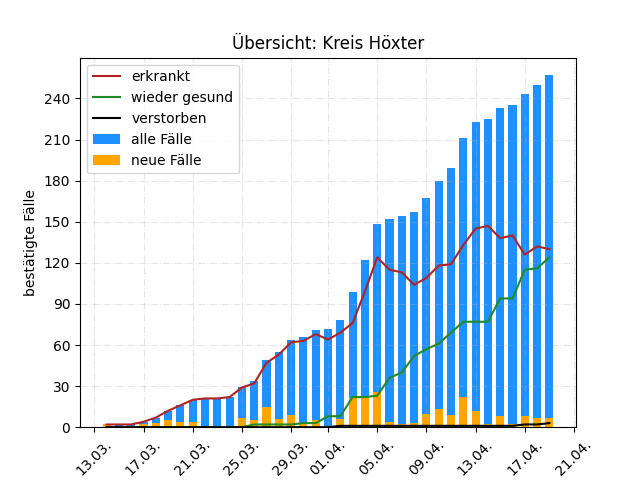 Übersicht: Kreis Höxter
erkrankt
wieder gesund
verstorben
alle Fälle
neue Fälle
bestätigte Fälle
240
210
180
150
120
90
60
30
0
13.03.
17.03.
21.03.
25.03.
29.03.
01.04.
05.04.
09.04.
13.04.
17.04.
21.04.